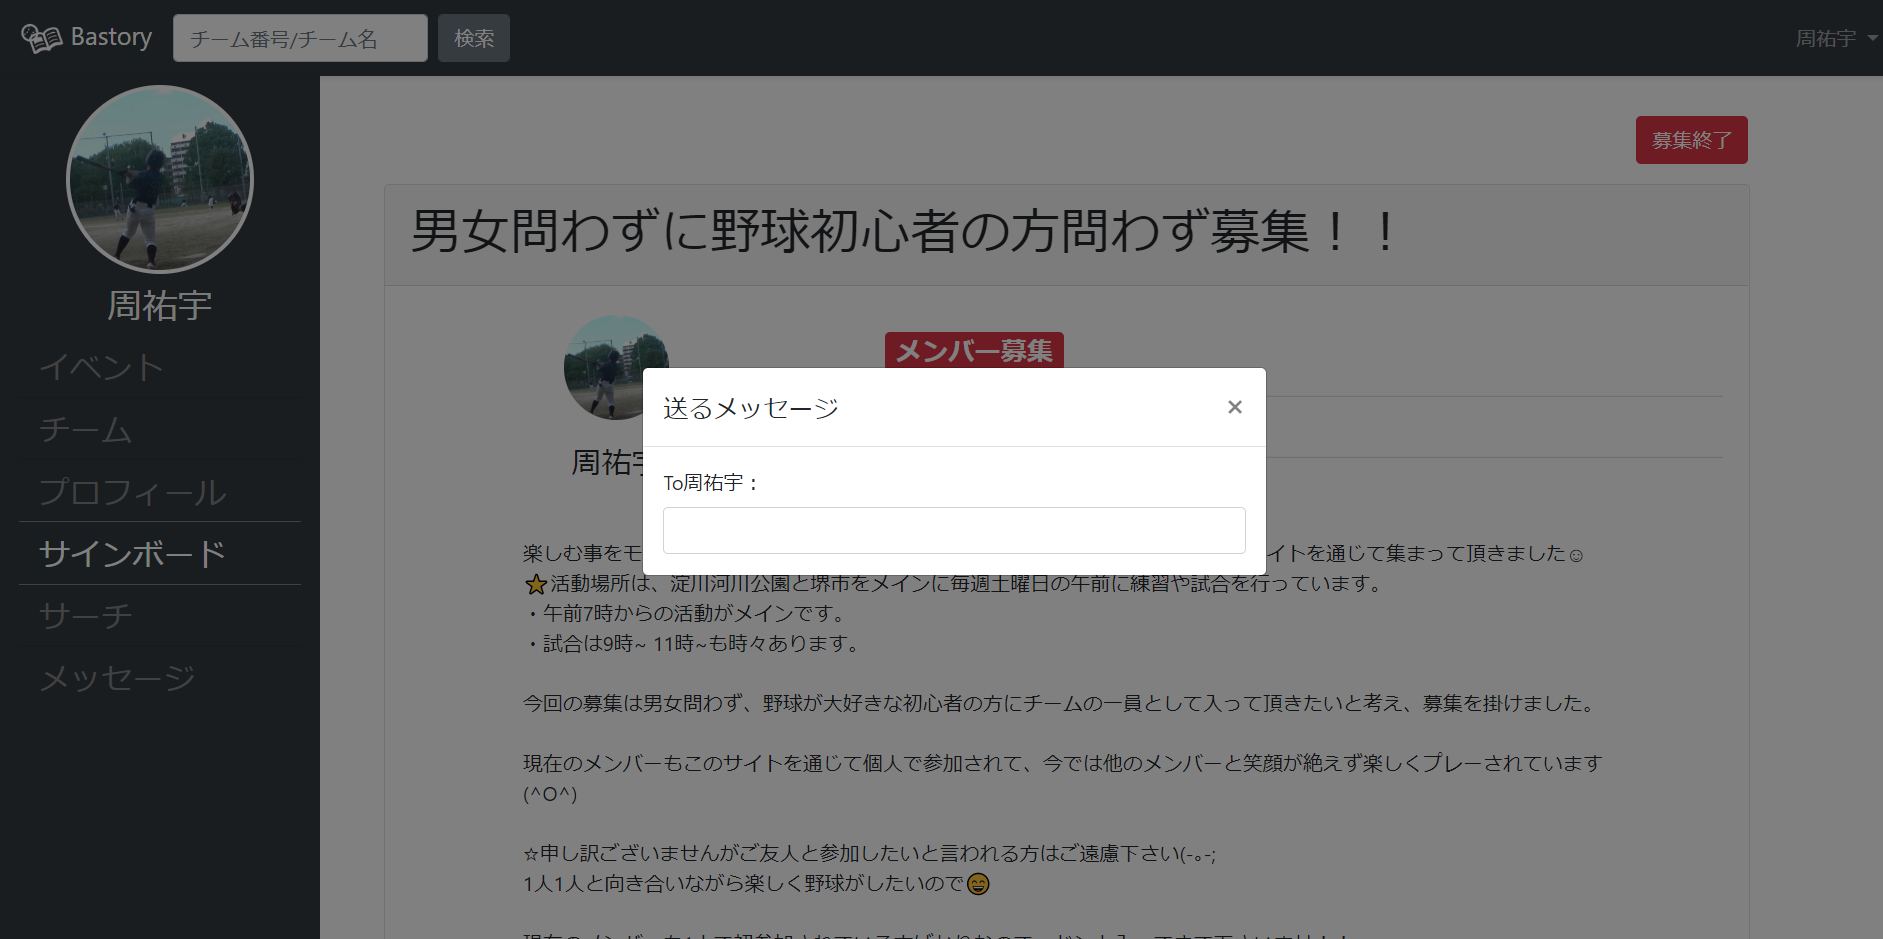 Bastory
チーム番号/チーム名
検索
周祐宇
周祐宇
イベント
チーム
プロフィール
サインボード
サーチ
メッセージ
募集終了
男女問わずに野球初心者の方問わず募集！！
メンバー募集
周祐宇
送るメッセージ
×
To周祐宇：
楽しむ事をモ
イトを通じて集まって頂きました☺
⭐活動場所は、淀川河川公園と堺市をメインに毎週土曜日の午前に練習や試合を行っています。
・午前7時からの活動がメインです。
・試合は9時~ 11時~も時々あります。
今回の募集は男女問わず、野球が大好きな初心者の方にチームの一員として入って頂きたいと考え、募集を掛けました。
現在のメンバーもこのサイトを通じて個人で参加されて、今では他のメンバーと笑顔が絶えず楽しくプレーされています
(^O^)
☆申し訳ございませんがご友人と参加したいと言われる方はご遠慮下さい(-｡-;
1人1人と向き合いながら楽しく野球がしたいので😄